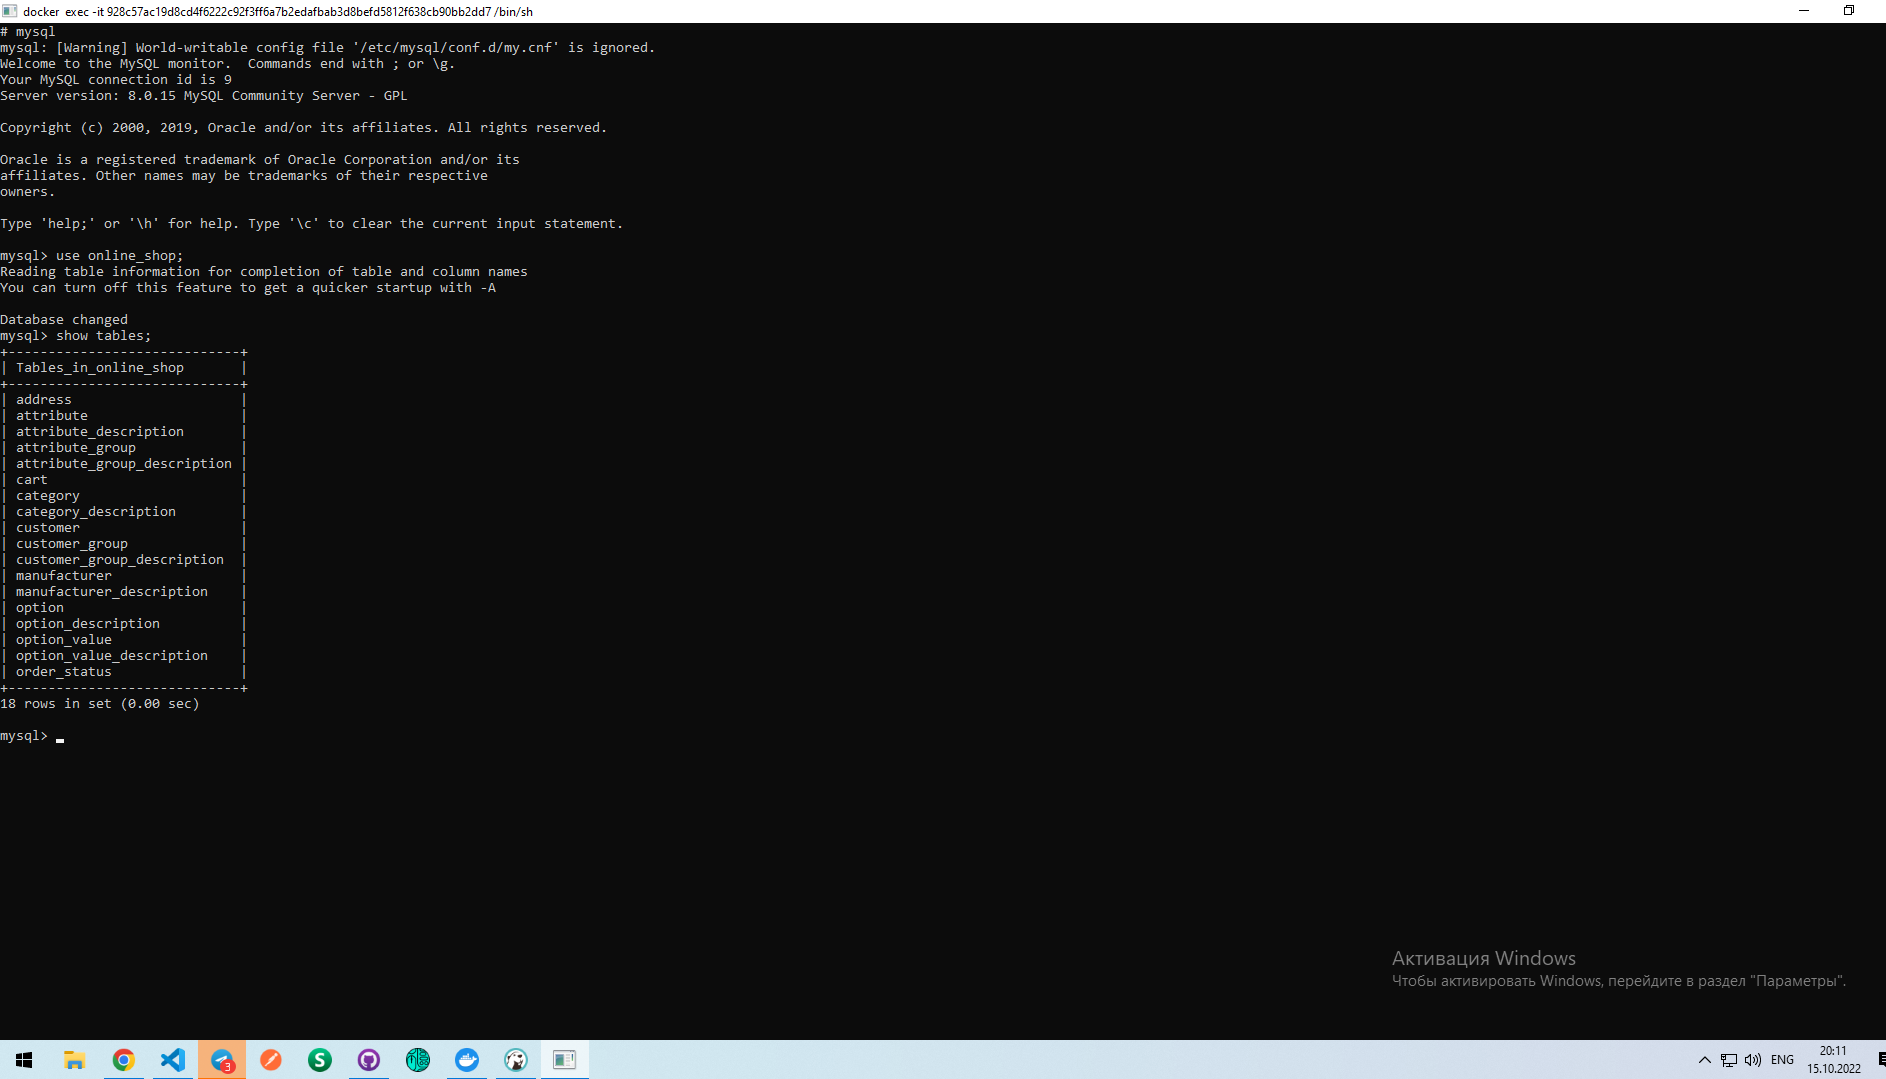 docker exec -it 928c57ac19d8cd4f6222c92f3ff6a7b2edafbab3d8befd5812f638cb90bb2dd7 /bin/sh
# mysql
mysql: [Warning] World-writable config file '/etc/mysql/conf.d/my.cnf' is ignored.
Welcome to the MySQL monitor.  Commands end with ; or \g.
Your MySQL connection id is 9
Server version: 8.0.15 MySQL Community Server - GPL
Copyright (c) 2000, 2019, Oracle and/or its affiliates. All rights reserved.
Oracle is a registered trademark of Oracle Corporation and/or its
affiliates. Other names may be trademarks of their respective
owners.
Type 'help;' or '\h' for help. Type '\c' to clear the current input statement.
mysql> use online_shop;
Reading table information for completion of table and column names
You can turn off this feature to get a quicker startup with -A
Database changed
mysql> show tables;
+-----------------------------+
| Tables_in_online_shop       |
+-----------------------------+
| address                     |
| attribute                   |
| attribute_description       |
| attribute_group             |
| attribute_group_description |
| cart                        |
| category                    |
| category_description        |
| customer                    |
| customer_group              |
| customer_group_description  |
| manufacturer                |
| manufacturer_description    |
| option                      |
| option_description          |
| option_value                |
| option_value_description    |
| order_status                |
+-----------------------------+
18 rows in set (0.00 sec)
mysql>
Активация Windows
Чтобы активировать Windows, перейдите в раздел "Параметры".
3
S
ENG
20:11
15.10.2022